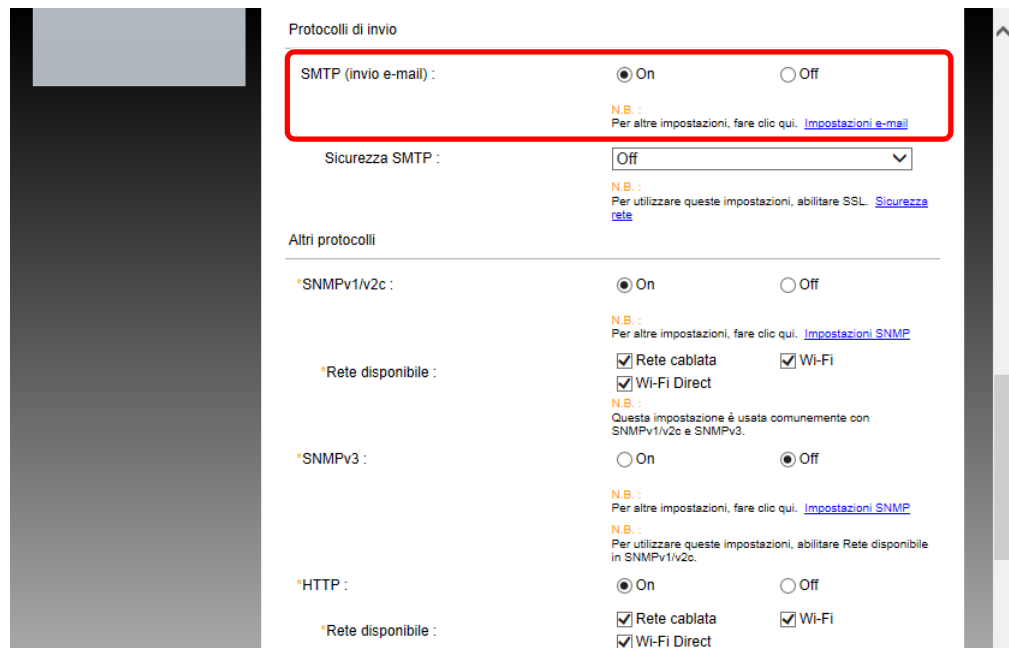 Protocolli di invio
SMTP (invio e-mail) : On Off
N.B. :
Per altre impostazioni, fare clic qui. Impostazioni e-mail
Sicurezza SMTP : Off
N.B. :
Per utilizzare queste impostazioni, abilitare SSL. Sicurezza
rete
Altri protocolli
*SNMPv1/v2c : On Off
N.B. :
Per altre impostazioni, fare clic qui. Impostazioni SNMP
*Rete disponibile : Rete cablata Wi-Fi
Wi-Fi Direct
N.B. :
Questa impostazione è usata comunemente con
SNMPv1/v2c e SNMPv3.
*SNMPv3 : On Off
N.B. :
Per altre impostazioni, fare clic qui. Impostazioni SNMP
N.B. :
Per utilizzare queste impostazioni, abilitare Rete disponibile
in SNMPv1/v2c.
*HTTP : On Off
*Rete disponibile : Rete cablata Wi-Fi
Wi-Fi Direct